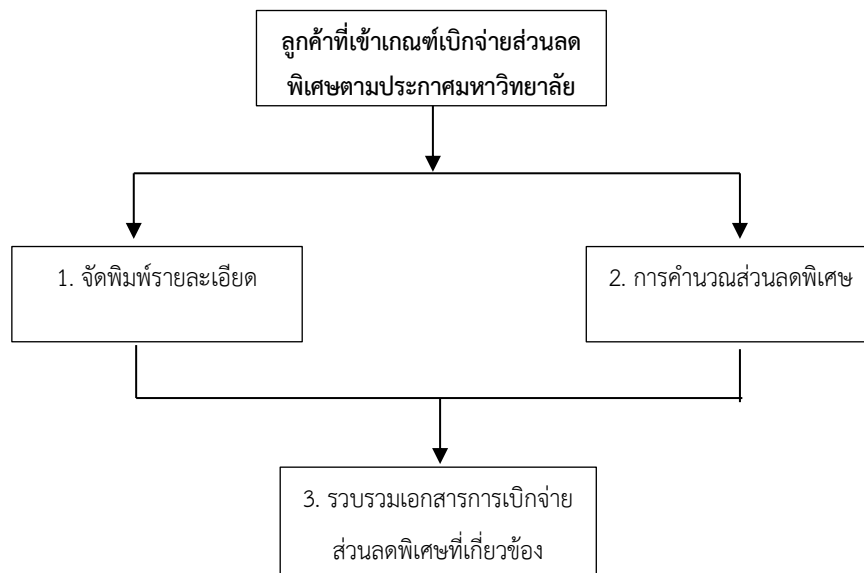 ลูกค้าที่เข้าเกณฑ์เบิกจ่ายส่วนลด
พิเศษตามประกาศมหาวิทยาลัย
1. จัดพิมพ์รายละเอียด
2. การคำนวณส่วนลดพิเศษ
3. รวบรวมเอกสารการเบิกจ่าย
ส่วนลดพิเศษที่เกี่ยวข้อง